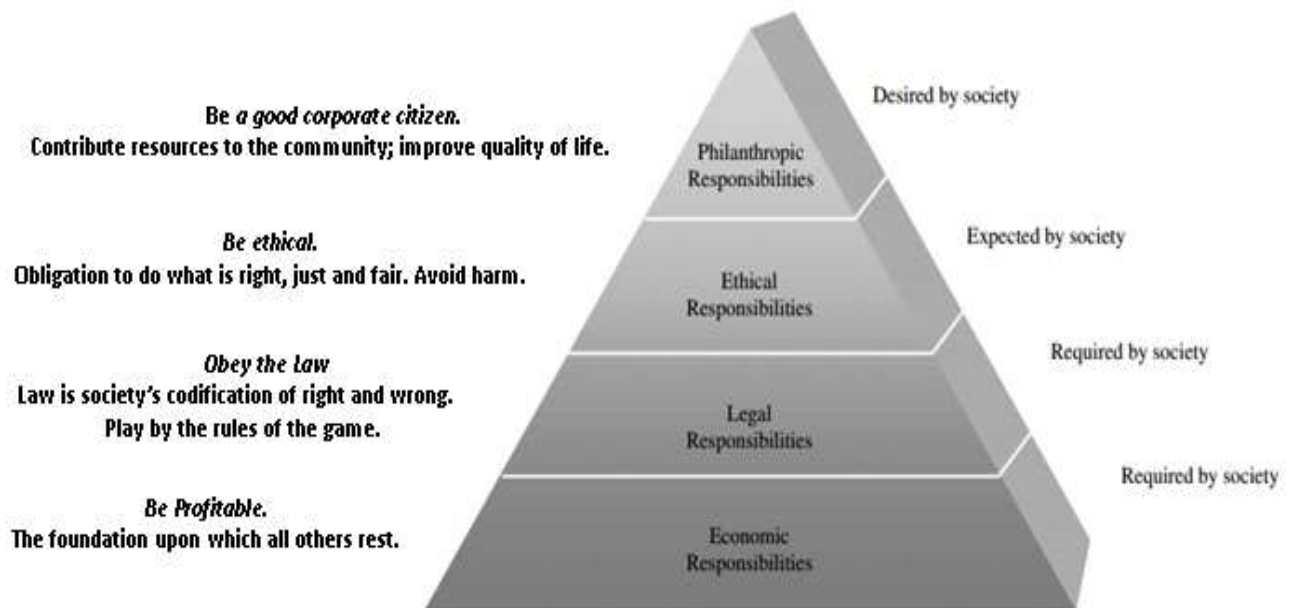 Be a good corporate citizen.
Contribute resources to the community; improve quality of life.
Philanthropic
Responsibilities
Desired by society
Be ethical.
Obligation to do what is right, just and fair. Avoid harm.
Ethical
Responsibilities
Expected by society
Obey the Law
Law is society's codification of right and wrong.
Play by the rules of the game.
Legal
Responsibilities
Required by society
Be Profitable.
The foundation upon which all others rest.
Economic
Responsibilities
Required by society